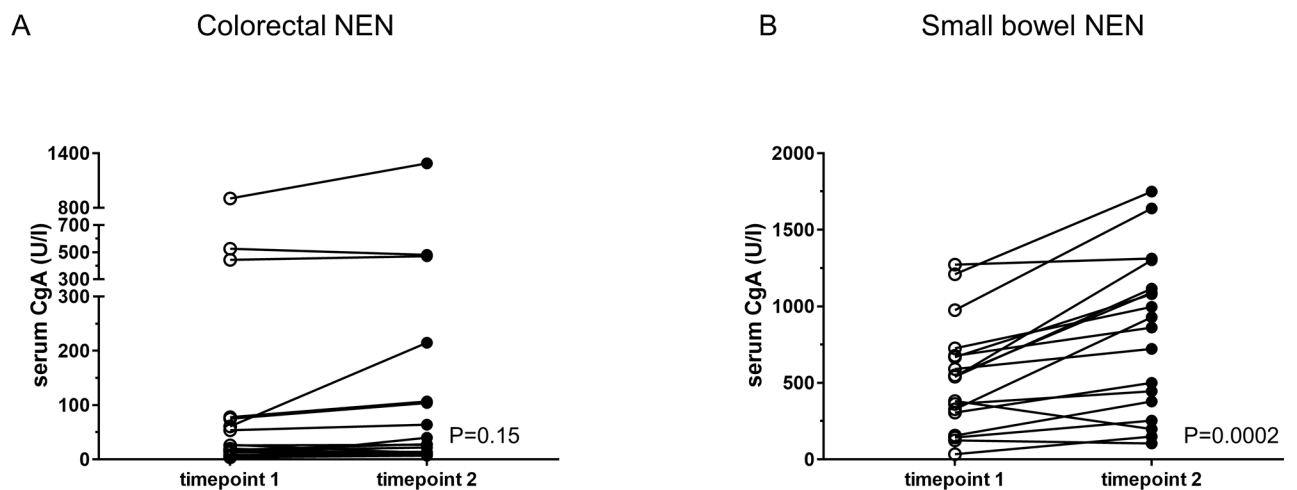 A Colorectal NEN
serum CgA (U/l)
1400
800
700
500
300
300
200
100
0
P=0.15
timepoint 1 timepoint 2
B Small bowel NEN
serum CgA (U/l)
2000
1500
1000
500
0
P=0.0002
timepoint 1 timepoint 2